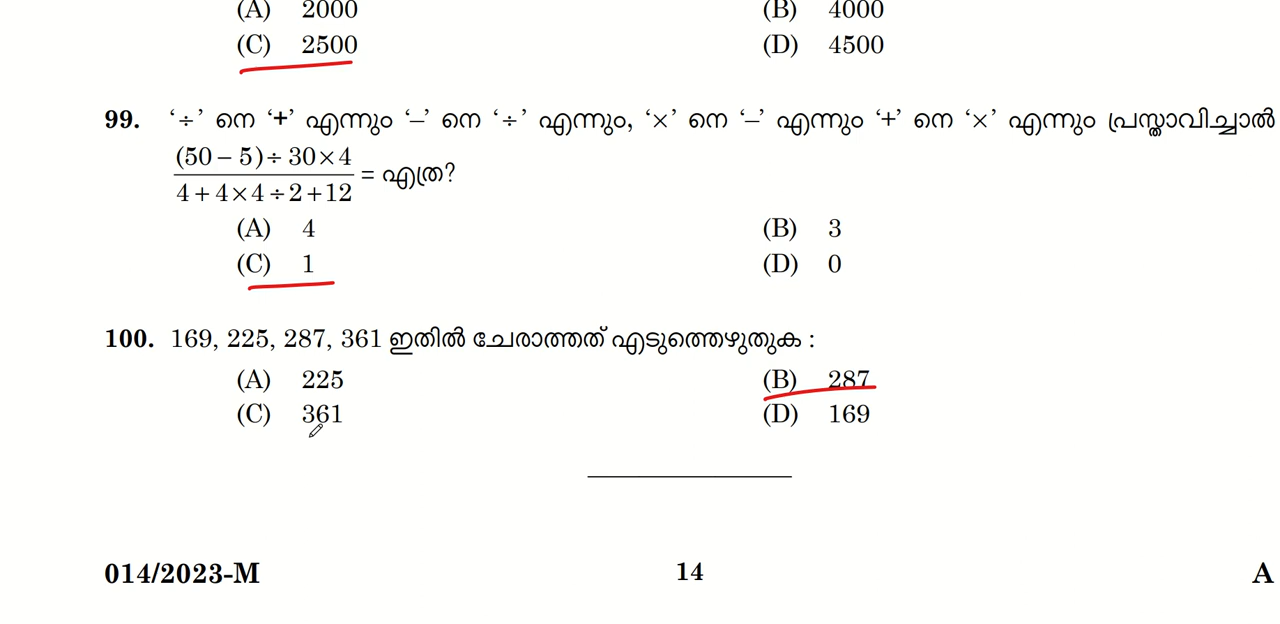 (A) 2000 (B) 4000
(C) 2500 (D) 4500
99. ‘÷’ നെ ‘+’ എന്നും ‘–’ നെ ‘÷’ എന്നും, ‘×’ നെ ‘–’ എന്നും ‘+’ നെ ‘×’ എന്നും പ്രസ്താവിച്ചാൽ
(50 – 5) ÷ 30 × 4
4 + 4 × 4 ÷ 2 + 12
= എത്ര?
(A) 4 (B) 3
(C) 1 (D) 0
100. 169, 225, 287, 361 ഇതിൽ ചേരാത്തത് എടുത്തെഴുതുക :
(A) 225 (B) 287
(C) 361 (D) 169
014/2023-M 14 A